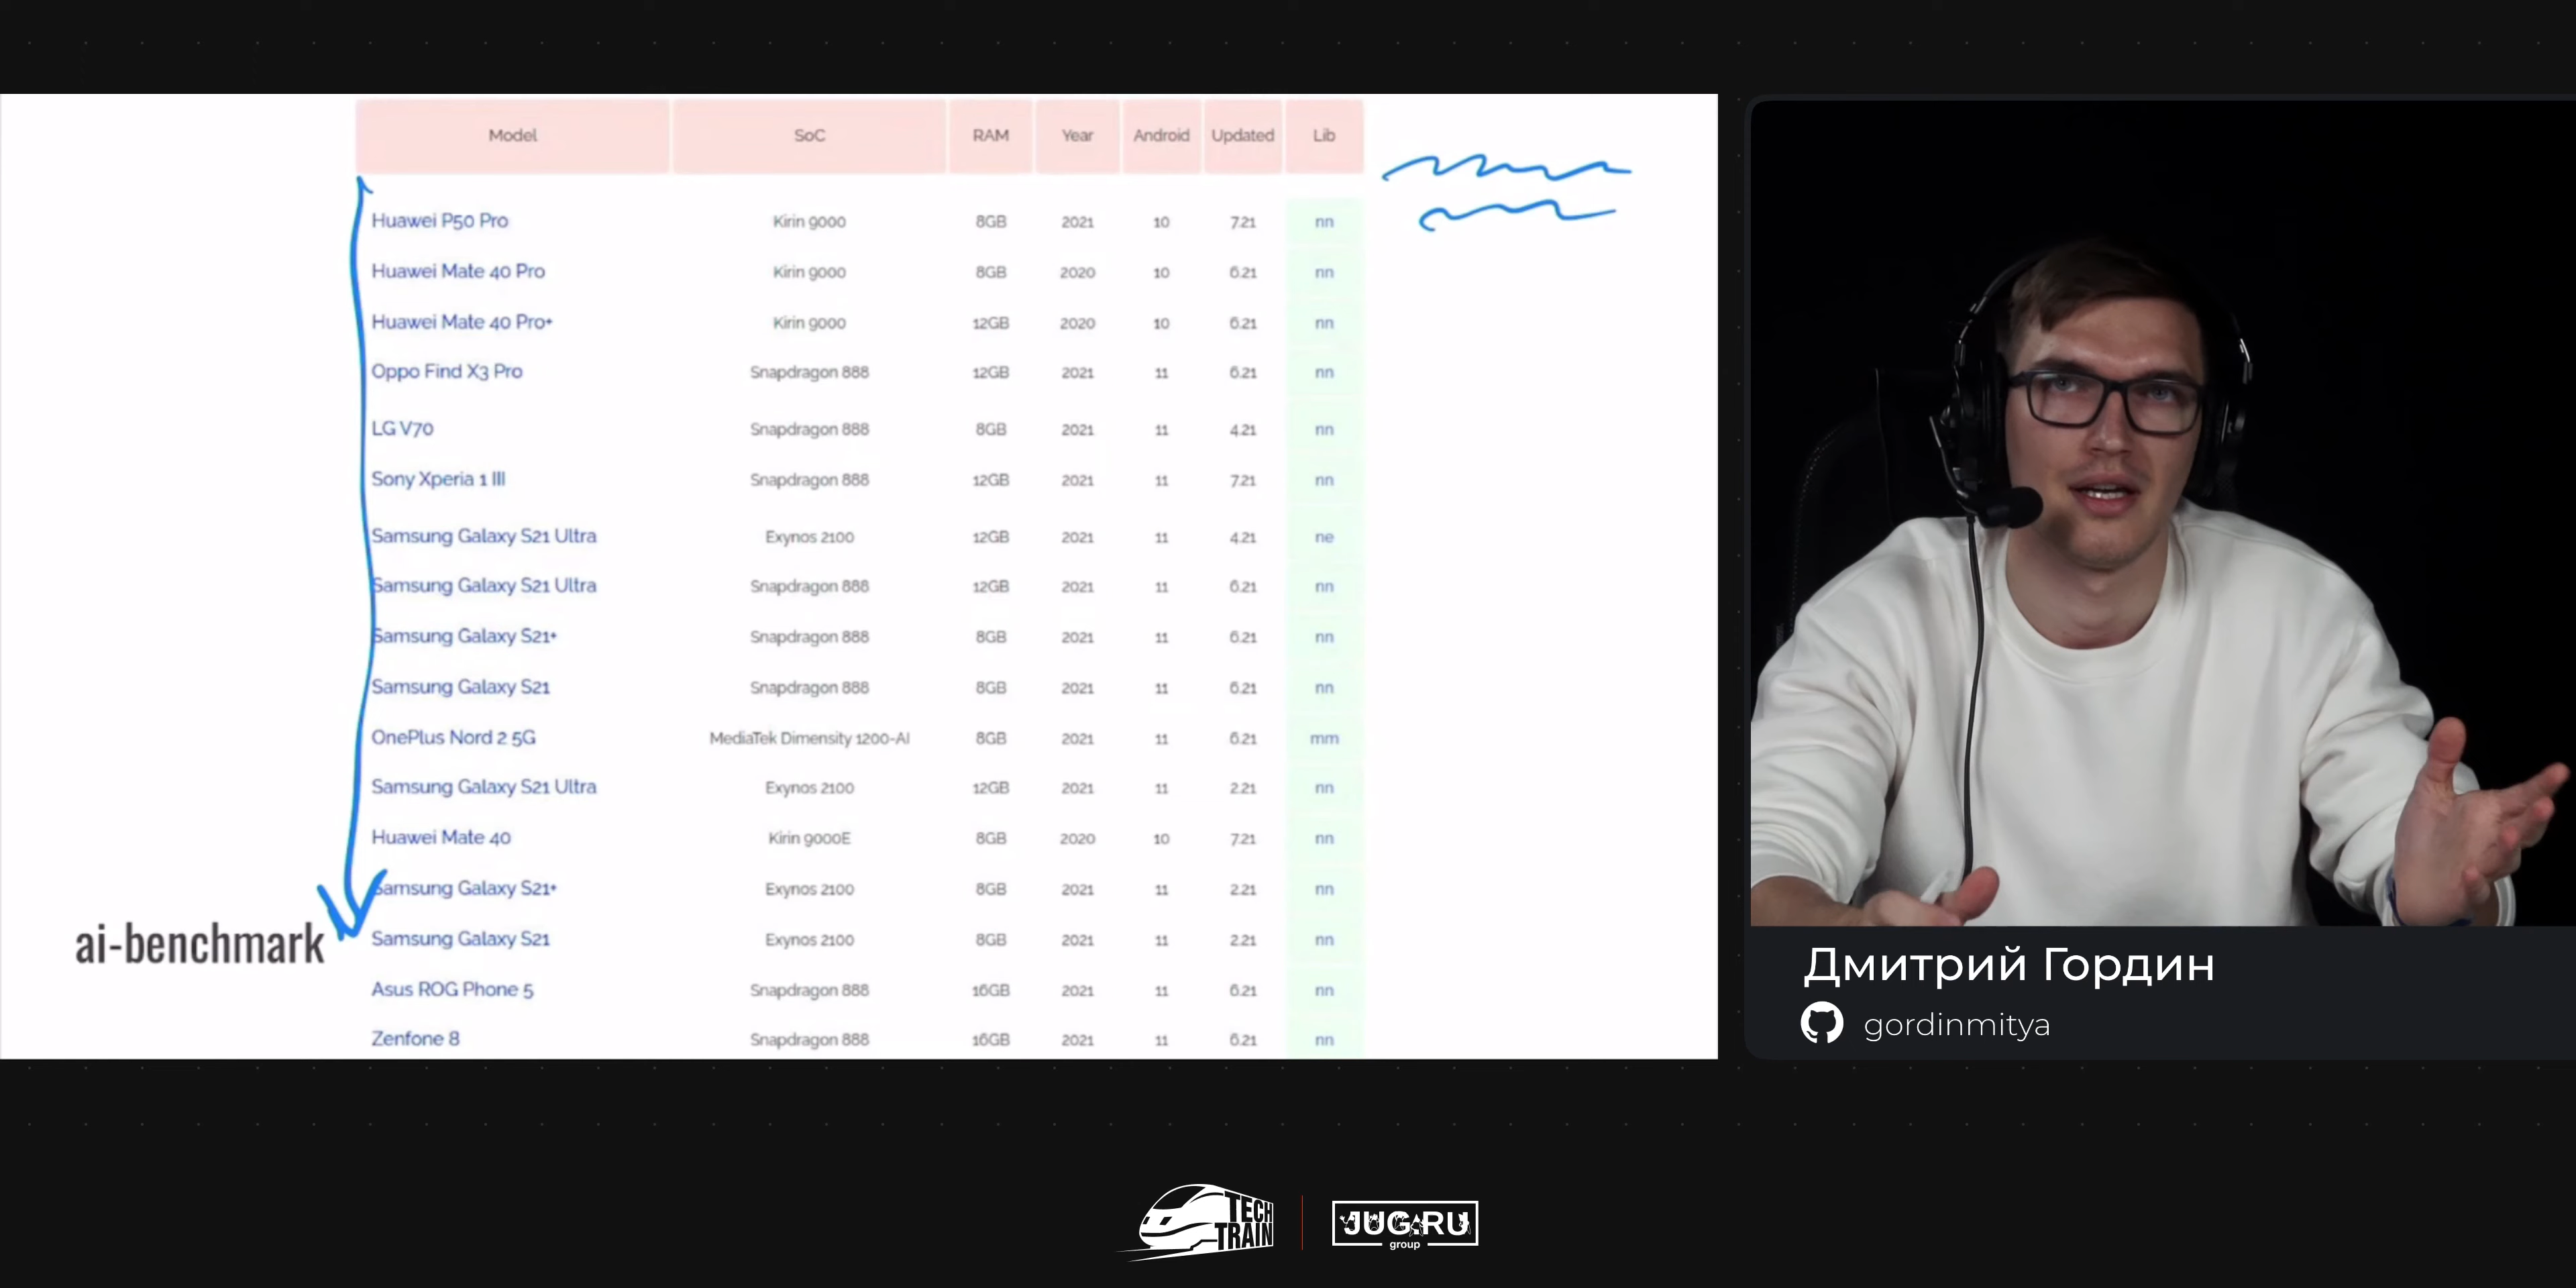 Model SoC RAM Year Android Updated Lib
Huawei P50 Pro Kirin 9000 8GB 2021 10 7.21 nn
Huawei Mate 40 Pro Kirin 9000 8GB 2020 10 6.21 nn
Huawei Mate 40 Pro+ Kirin 9000 12GB 2020 10 6.21 nn
Oppo Find X3 Pro Snapdragon 888 12GB 2021 11 6.21 nn
LG V70 Snapdragon 888 8GB 2021 11 4.21 nn
Sony Xperia 1 III Snapdragon 888 12GB 2021 11 7.21 nn
Samsung Galaxy S21 Ultra Exynos 2100 12GB 2021 11 4.21 ne
Samsung Galaxy S21 Ultra Snapdragon 888 12GB 2021 11 6.21 nn
Samsung Galaxy S21+ Snapdragon 888 8GB 2021 11 6.21 nn
Samsung Galaxy S21 Snapdragon 888 8GB 2021 11 6.21 nn
OnePlus Nord 2 5G MediaTek Dimensity 1200-AI 8GB 2021 11 6.21 mm
Samsung Galaxy S21 Ultra Exynos 2100 12GB 2021 11 2.21 nn
Huawei Mate 40 Kirin 9000E 8GB 2020 10 7.21 nn
Samsung Galaxy S21+ Exynos 2100 8GB 2021 11 2.21 nn
Samsung Galaxy S21 Exynos 2100 8GB 2021 11 2.21 nn
Asus ROG Phone 5 Snapdragon 888 16GB 2021 11 6.21 nn
Zenfone 8 Snapdragon 888 16GB 2021 11 6.21 nn
ai-benchmark
Дмитрий Гордин
gordinmitya
TECH
TRAIN
JUG.RU
group